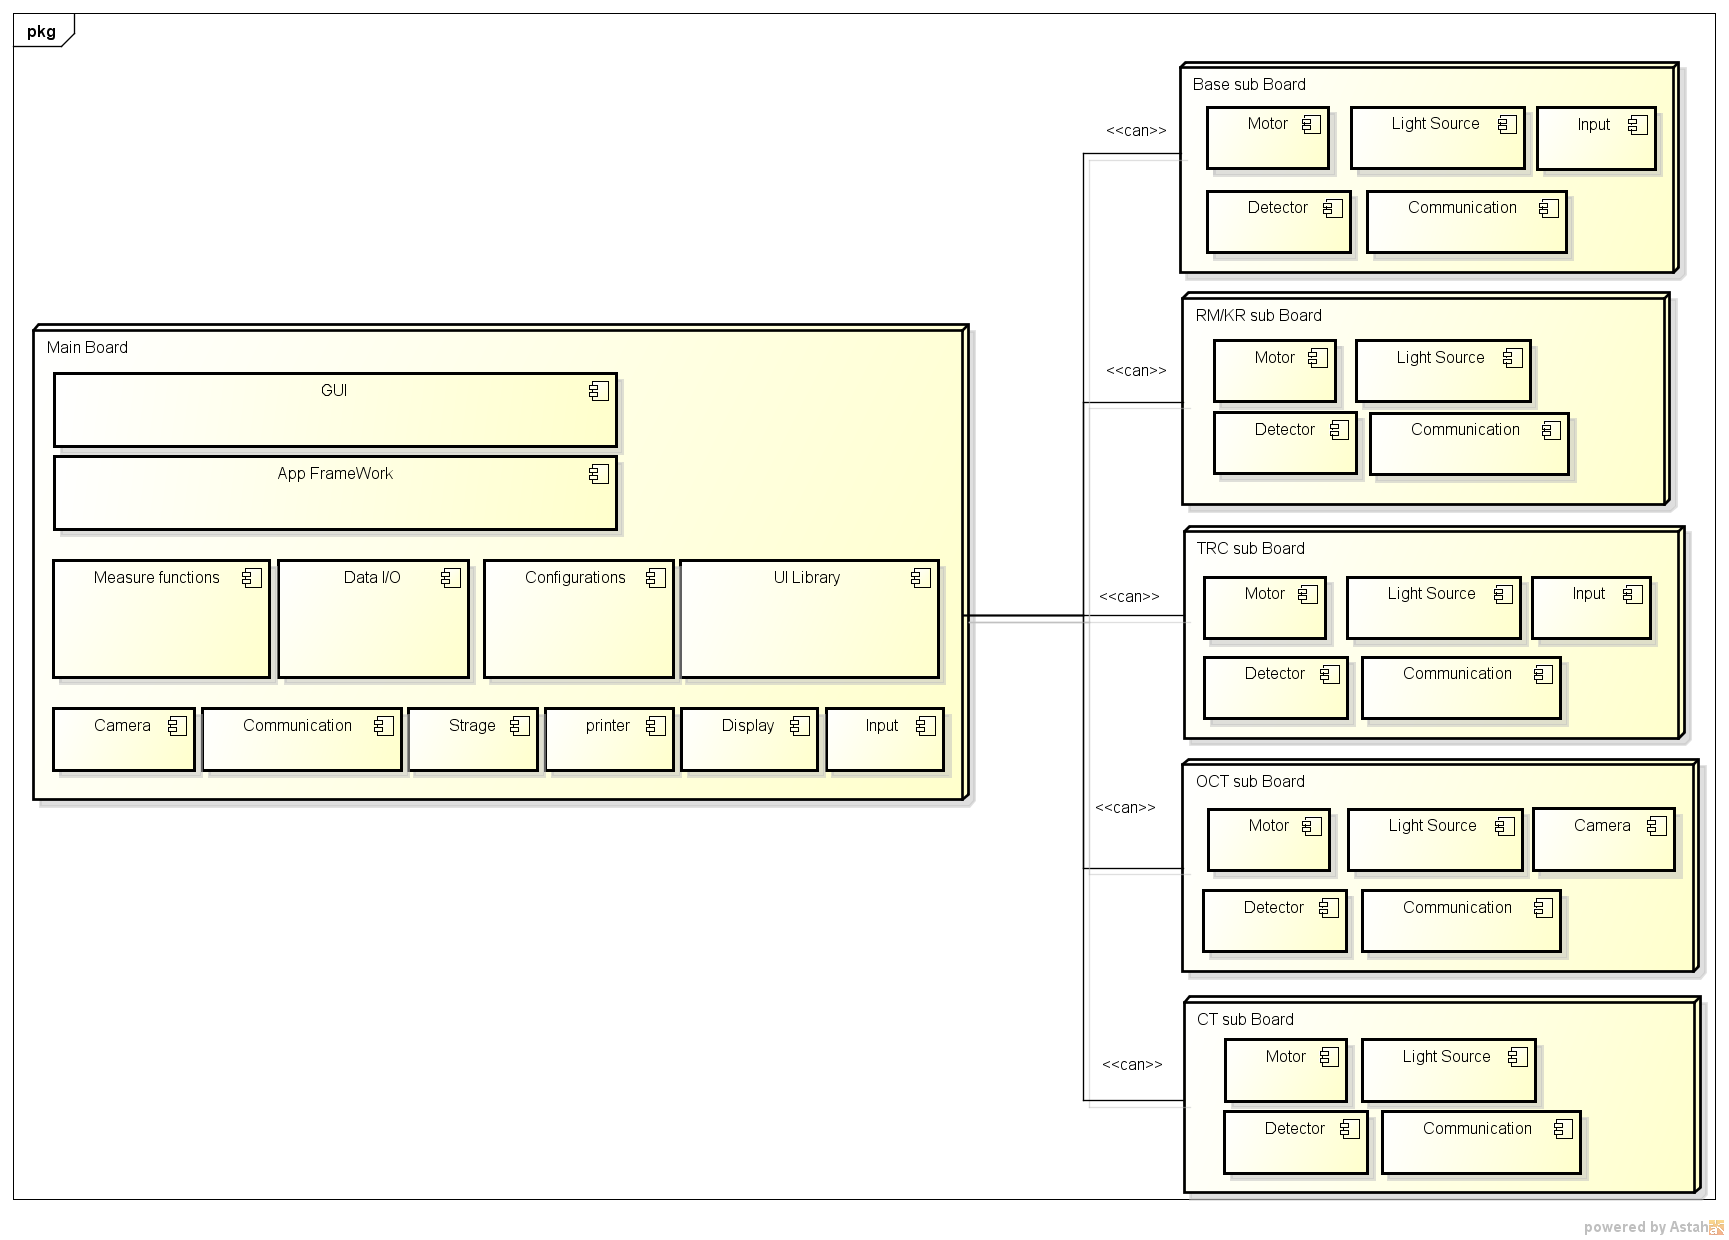 pkg
Main Board
GUI
App FrameWork
Measure functions
Data I/O
Configurations
UI Library
Camera
Communication
Strage
printer
Display
Input
<<can>>
<<can>>
<<can>>
<<can>>
<<can>>
Base sub Board
Motor
Light Source
Input
Detector
Communication
RM/KR sub Board
Motor
Light Source
Detector
Communication
TRC sub Board
Motor
Light Source
Input
Detector
Communication
OCT sub Board
Motor
Light Source
Camera
Detector
Communication
CT sub Board
Motor
Light Source
Detector
Communication
powered by Astah